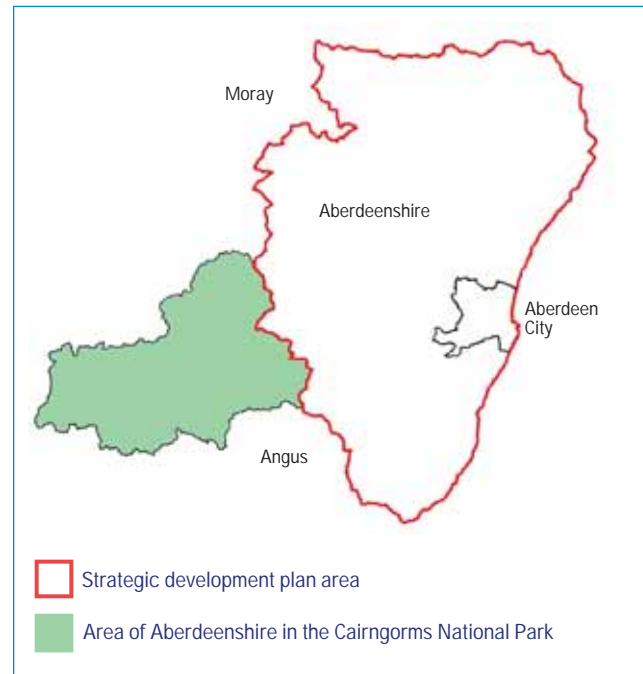 Moray
Aberdeenshire
Aberdeen
City
Angus
Strategic development plan area
Area of Aberdeenshire in the Cairngorms National Park